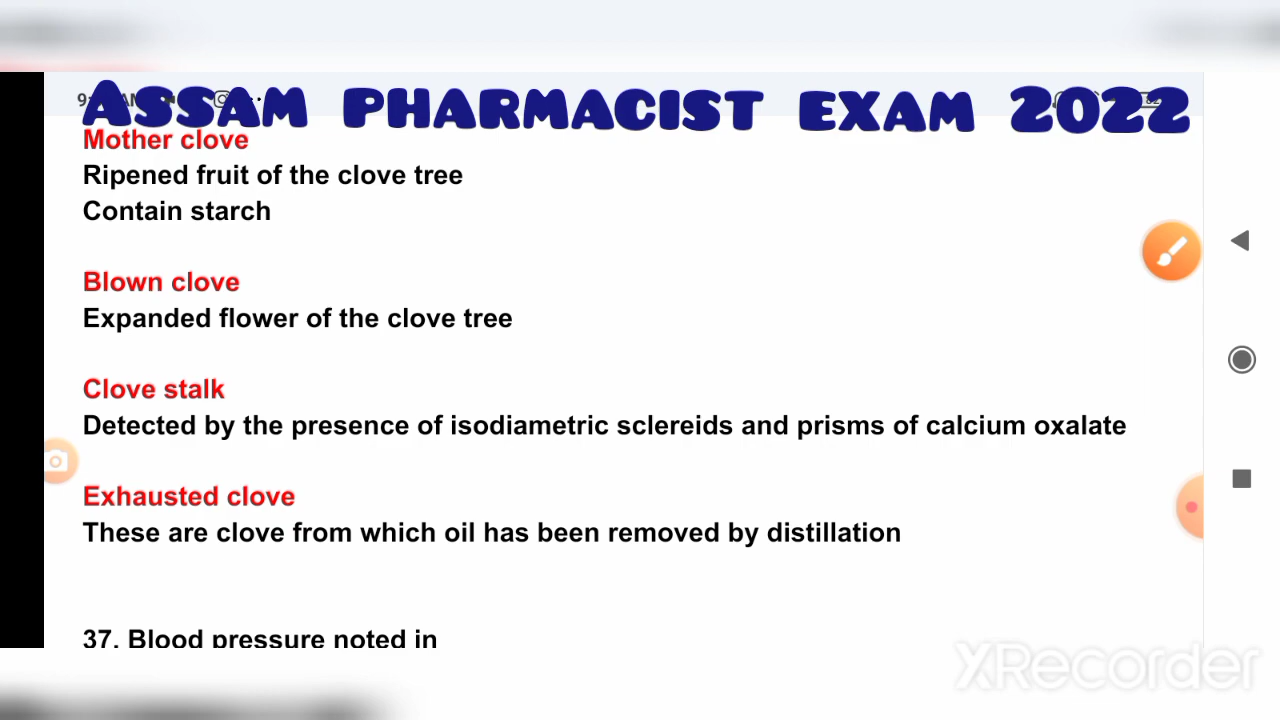 ASSAM PHARMACIST EXAM 2022
Mother clove
Ripened fruit of the clove tree
Contain starch
Blown clove
Expanded flower of the clove tree
Clove stalk
Detected by the presence of isodiametric sclereids and prisms of calcium oxalate
Exhausted clove
These are clove from which oil has been removed by distillation
37. Blood pressure noted in
XRecorder